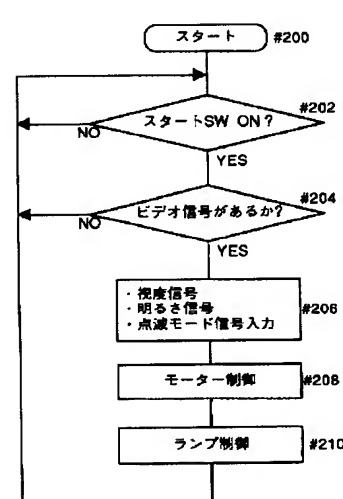 スタート #200
#202
スタートSW ON?
NO
YES
#204
ビデオ信号があるか?
NO
YES
・視度信号
・明るさ信号
・点滅モード信号入力
#206
モーター制御 #208
ランプ制御 #210